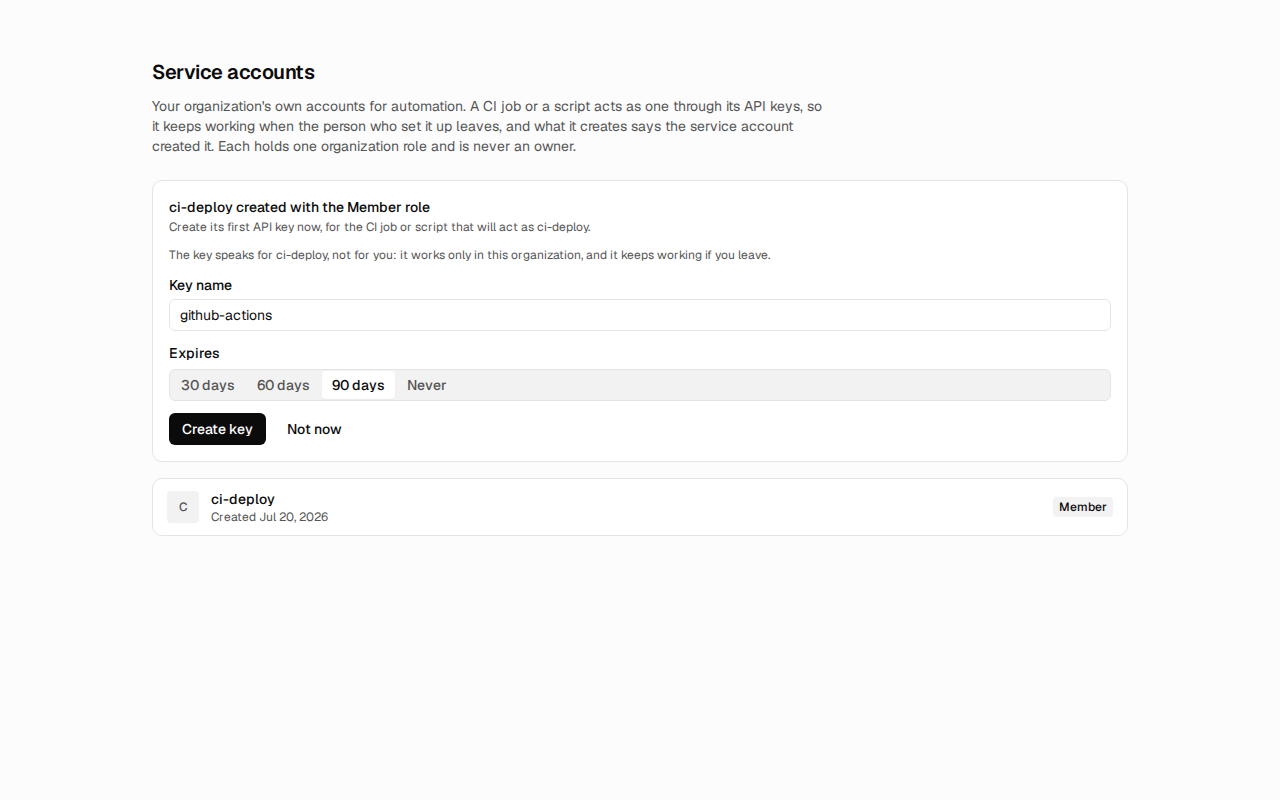 Service accounts
Your organization's own accounts for automation. A CI job or a script acts as one through its API keys, so
it keeps working when the person who set it up leaves, and what it creates says the service account
created it. Each holds one organization role and is never an owner.
ci-deploy created with the Member role
Create its first API key now, for the CI job or script that will act as ci-deploy.
The key speaks for ci-deploy, not for you: it works only in this organization, and it keeps working if you leave.
Key name
github-actions
Expires
30 days 60 days 90 days Never
Create key Not now
C
ci-deploy
Created Jul 20, 2026
Member